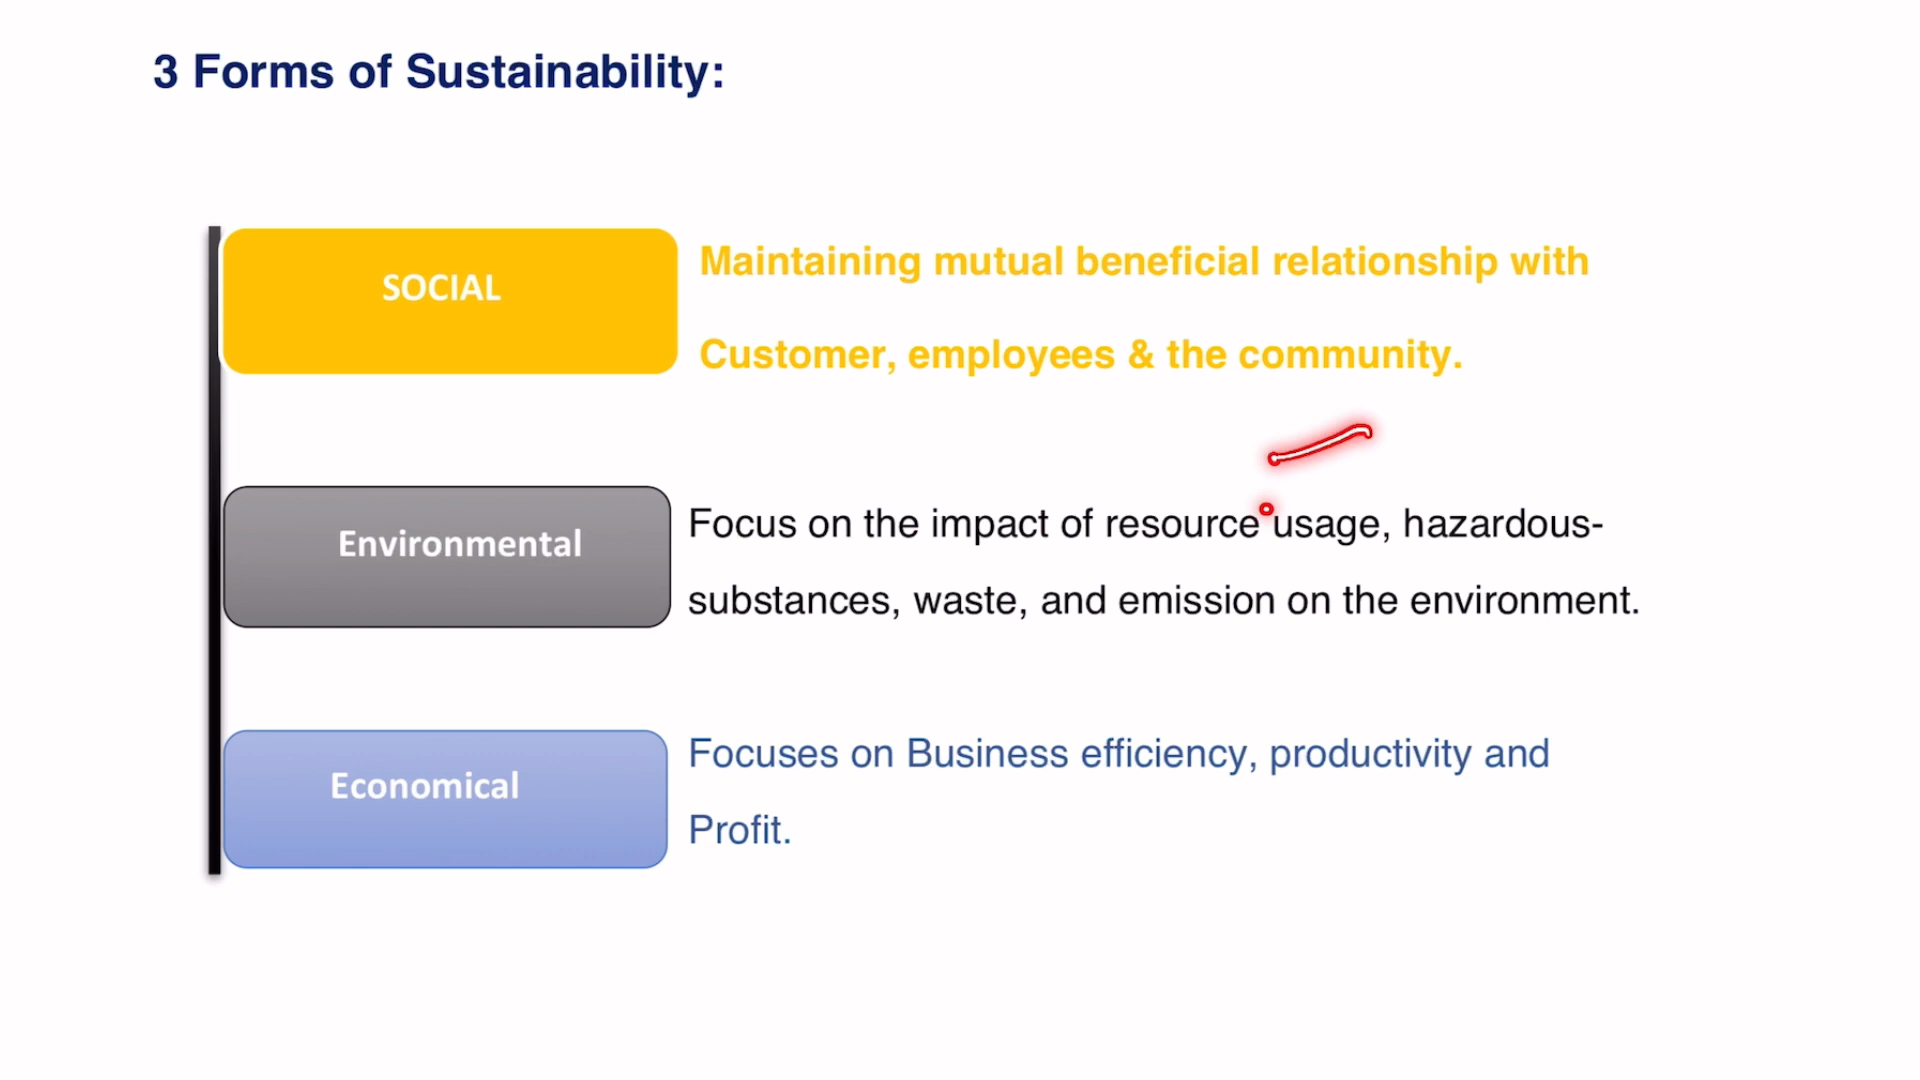 3 Forms of Sustainability:
SOCIAL
Maintaining mutual beneficial relationship with
Customer, employees & the community.
Environmental
Focus on the impact of resource usage, hazardous-
substances, waste, and emission on the environment.
Economical
Focuses on Business efficiency, productivity and
Profit.